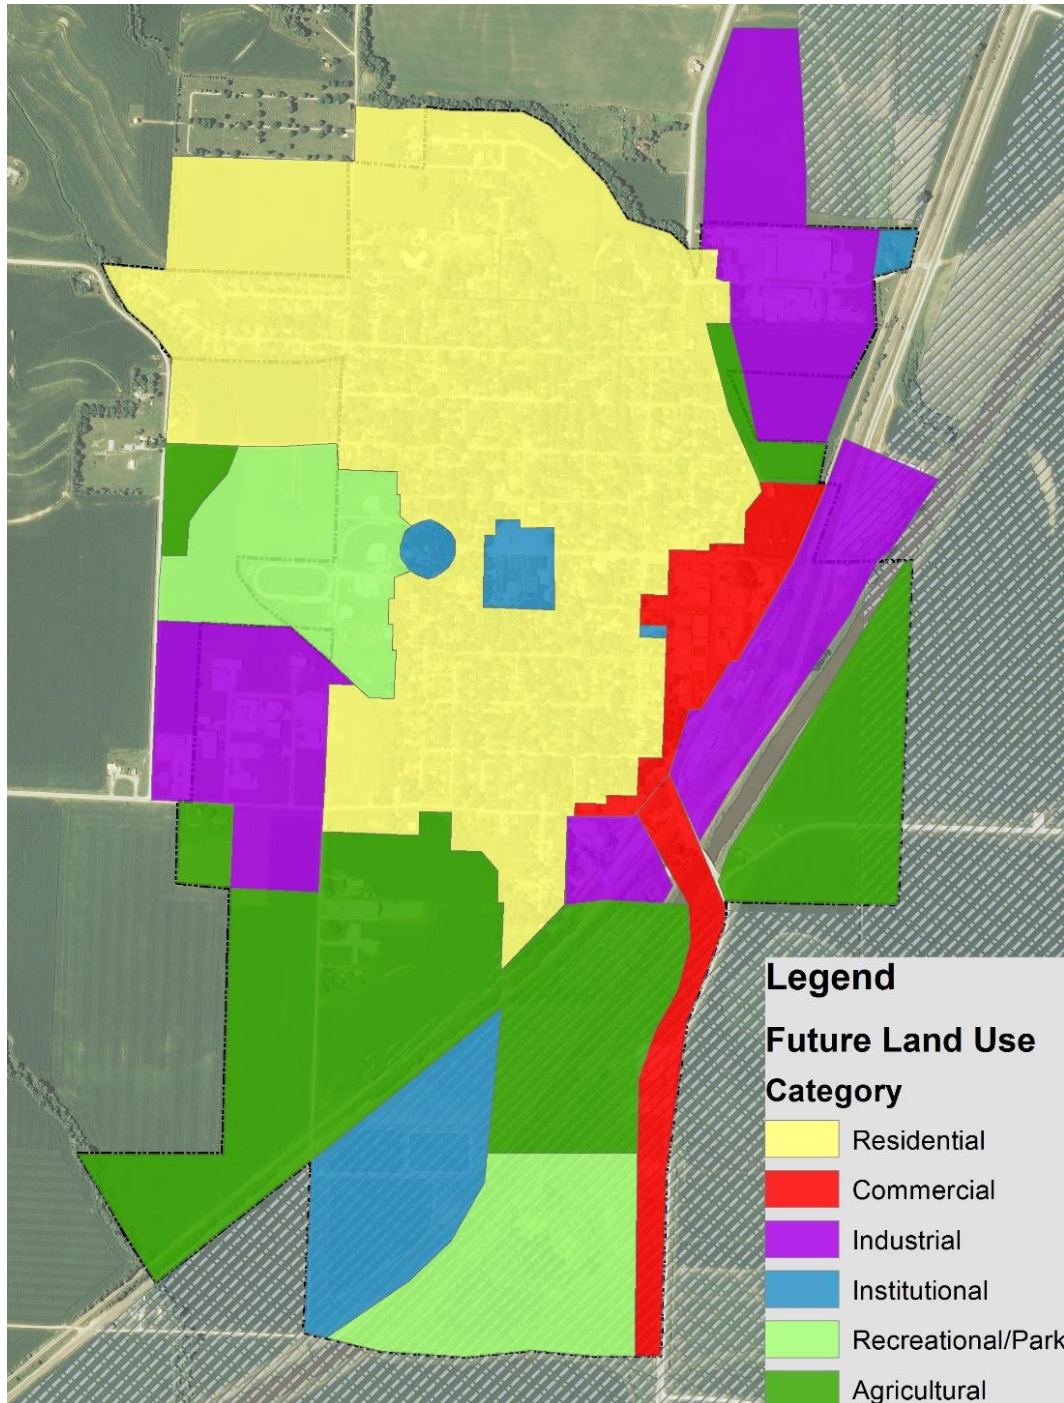 Legend
Future Land Use
Category
Residential
Commercial
Industrial
Institutional
Recreational/Park
Agricultural